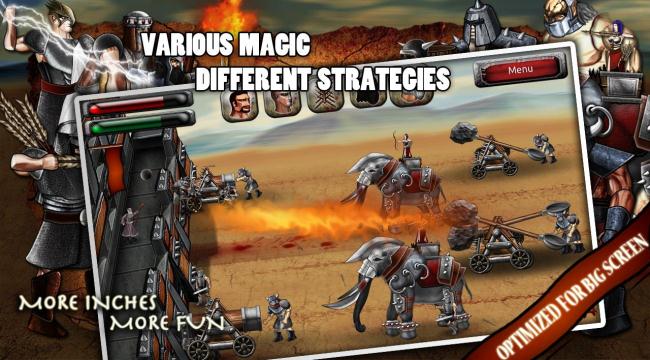 VARIOUS MAGIC
DIFFERENT STRATEGIES
Menu
MORE INCHES
MORE FUN
OPTIMIZED FOR BIG SCREEN